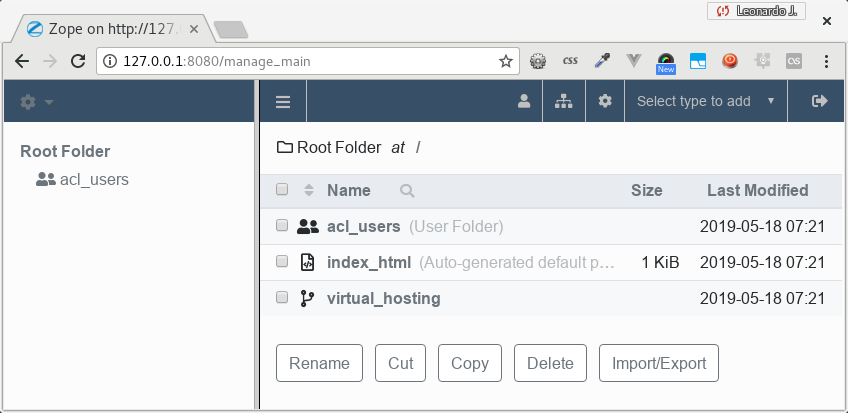 Leonardo J.
Zope on http://127.
127.0.0.1:8080/manage_main
css
New
Select type to add
Root Folder
acl_users
Root Folder at /
Name Size Last Modified
acl_users (User Folder) 2019-05-18 07:21
index_html (Auto-generated default p… 1 KiB 2019-05-18 07:21
virtual_hosting 2019-05-18 07:21
Rename Cut Copy Delete Import/Export